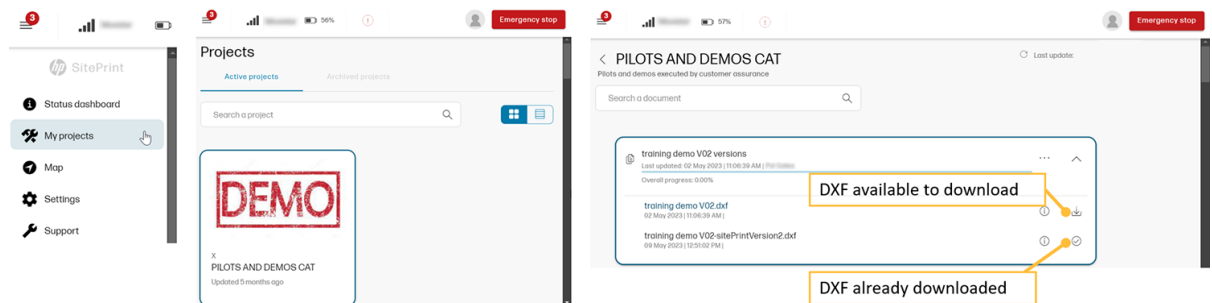 3
hp SitePrint
Status dashboard
My projects
Map
Settings
Support
3
56%
Emergency stop
Projects
Active projects
Archived projects
Search a project
DEMO
X
PILOTS AND DEMOS CAT
Updated 5 months ago
3
57%
Emergency stop
PILOTS AND DEMOS CAT
Last update:
Pilots and demos executed by customer assurance
Search a document
training demo V02 versions
Last updated: 02 May 2023 | 11:06:39 AM |
Overall progress: 0.00%
training demo V02.dxf
02 May 2023 | 11:06:39 AM |
training demo V02-sitePrintVersion2.dxf
09 May 2023 | 12:51:02 PM |
DXF available to download
DXF already downloaded